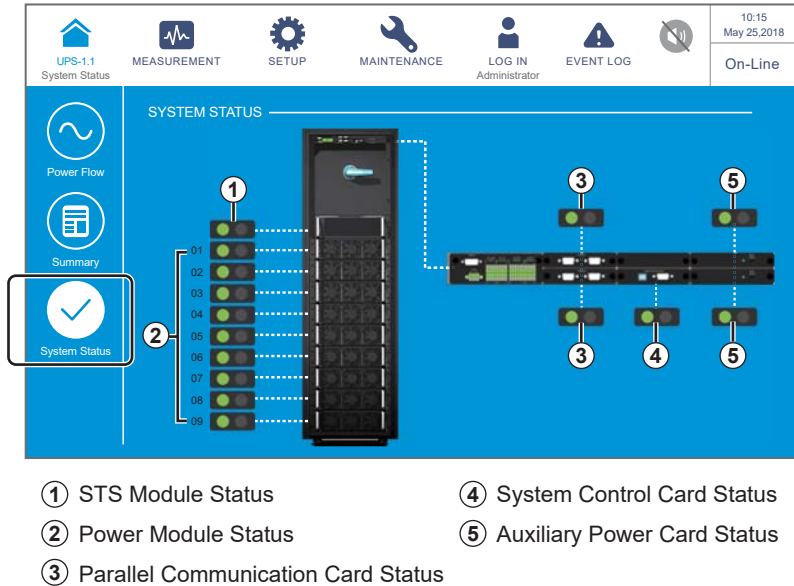 UPS-1.1
System Status
MEASUREMENT
SETUP
MAINTENANCE
LOG IN
Administrator
EVENT LOG
10:15
May 25,2018
On-Line
Power Flow
Summary
System Status
SYSTEM STATUS
1
01
02
03
04
05
06
07
08
09
2
3
5
3
4
5
1 STS Module Status
2 Power Module Status
3 Parallel Communication Card Status
4 System Control Card Status
5 Auxiliary Power Card Status